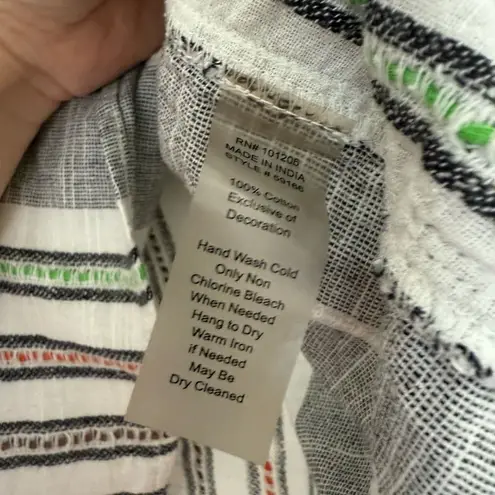 RN# 101208
MADE IN INDIA
STYLE # 59166
100% Cotton
Exclusive of
Decoration
Hand Wash Cold
Only Non
Chlorine Bleach
When Needed
Hang to Dry
Warm Iron
if Needed
May Be
Dry Cleaned